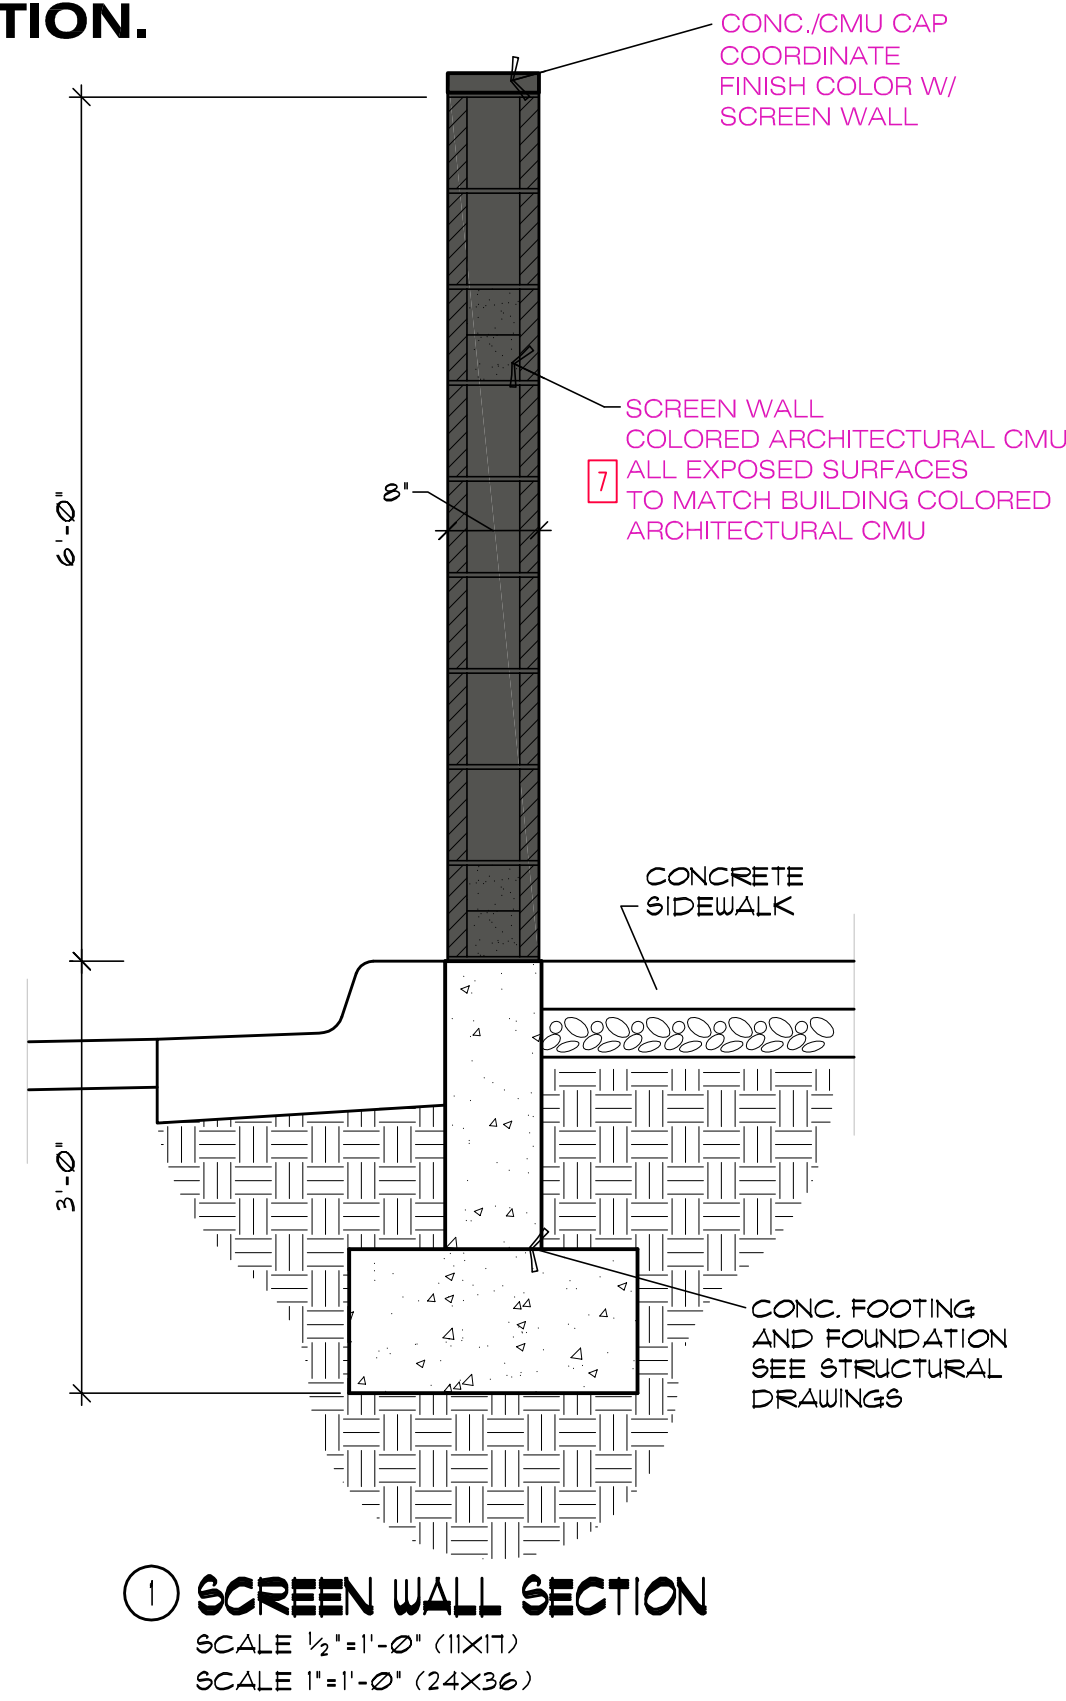 TION.
CONC./CMU CAP
COORDINATE
FINISH COLOR W/
SCREEN WALL
SCREEN WALL
COLORED ARCHITECTURAL CMU
7 ALL EXPOSED SURFACES
TO MATCH BUILDING COLORED
ARCHITECTURAL CMU
8"
6'-0"
CONCRETE
SIDEWALK
3'-0"
CONC. FOOTING
AND FOUNDATION
SEE STRUCTURAL
DRAWINGS
1 SCREEN WALL SECTION
SCALE ½"=1'-0" (11X17)
SCALE 1"=1'-0" (24X36)